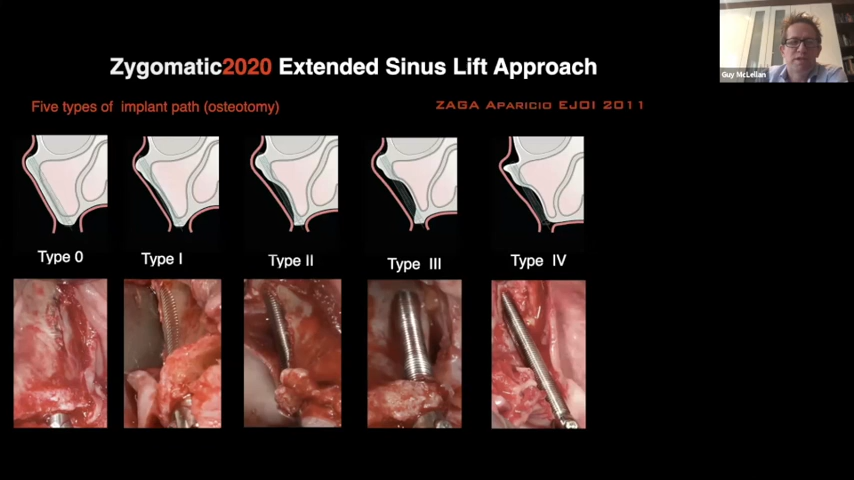 Guy McLellan
Zygomatic2020 Extended Sinus Lift Approach
Five types of implant path (osteotomy)
ZAGA APARICIO EJOI 2011
Type 0
Type I
Type II
Type III
Type IV